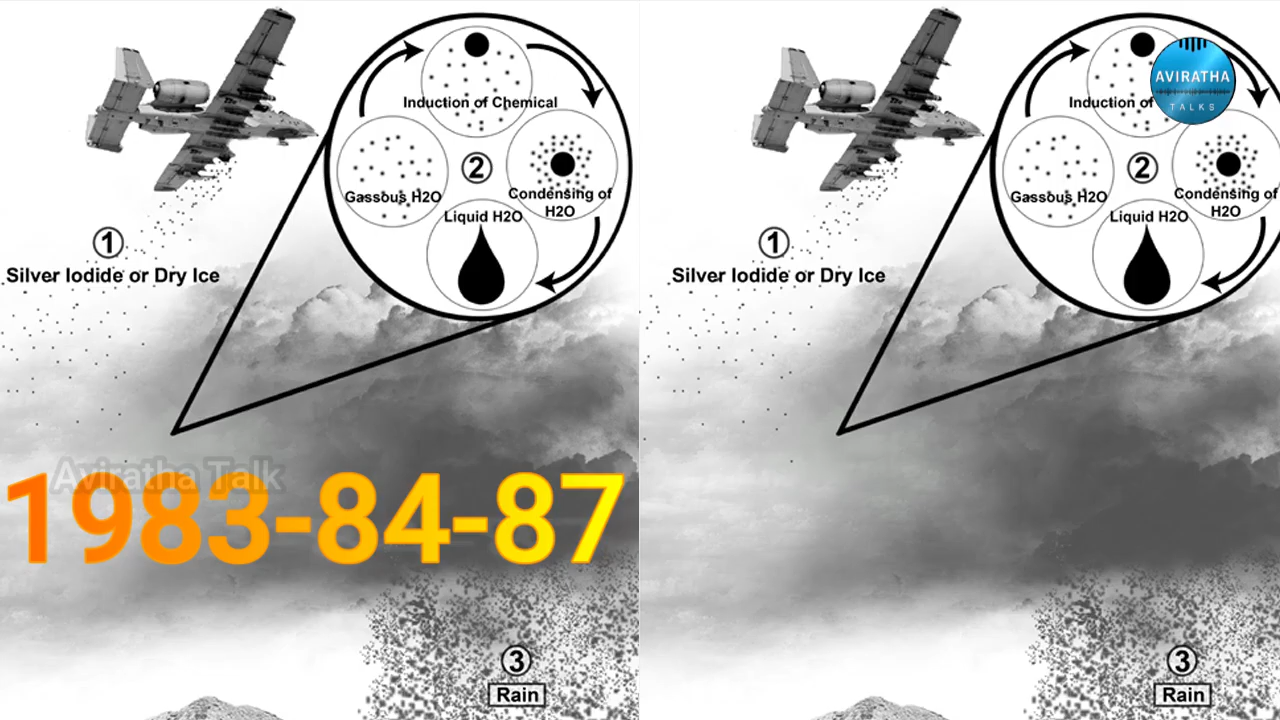 Induction of Chemical
Gassous H2O
②
Condensing of
H2O
Liquid H2O
①
Silver Iodide or Dry Ice
Aviratha Talk
1983-84-87
③
Rain
AVIRATHA
TALKS
Induction of
Gassous H2O
②
Condensing of
H2O
Liquid H2O
①
Silver Iodide or Dry Ice
③
Rain